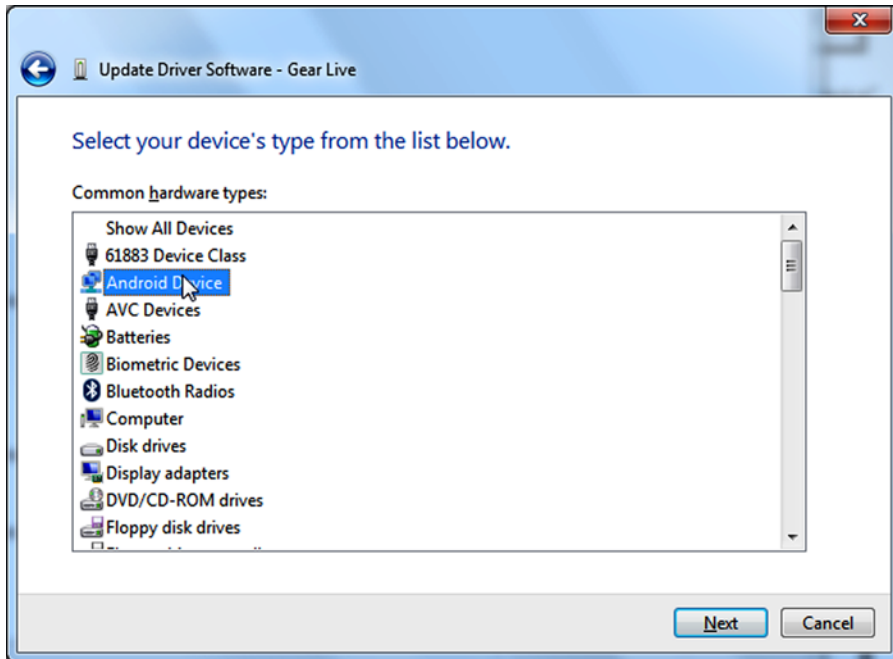 Update Driver Software - Gear Live
Select your device's type from the list below.
Common hardware types:
Show All Devices
61883 Device Class
Android Device
AVC Devices
Batteries
Biometric Devices
Bluetooth Radios
Computer
Disk drives
Display adapters
DVD/CD-ROM drives
Floppy disk drives
Next
Cancel